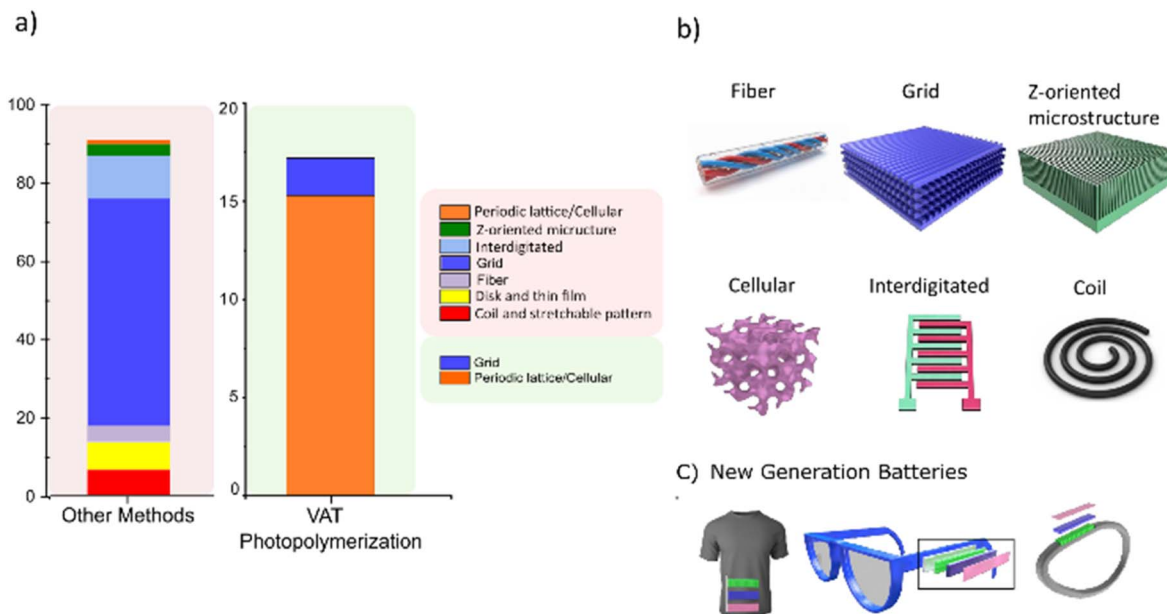 a)
100
80
60
40
20
0
Other Methods
20
15
10
5
0
VAT
Photopolymerization
Periodic lattice/Cellular
Z-oriented micructure
Interdigitated
Grid
Fiber
Disk and thin film
Coil and stretchable pattern
Grid
Periodic lattice/Cellular
b)
Fiber
Grid
Z-oriented
microstructure
Cellular
Interdigitated
Coil
C) New Generation Batteries